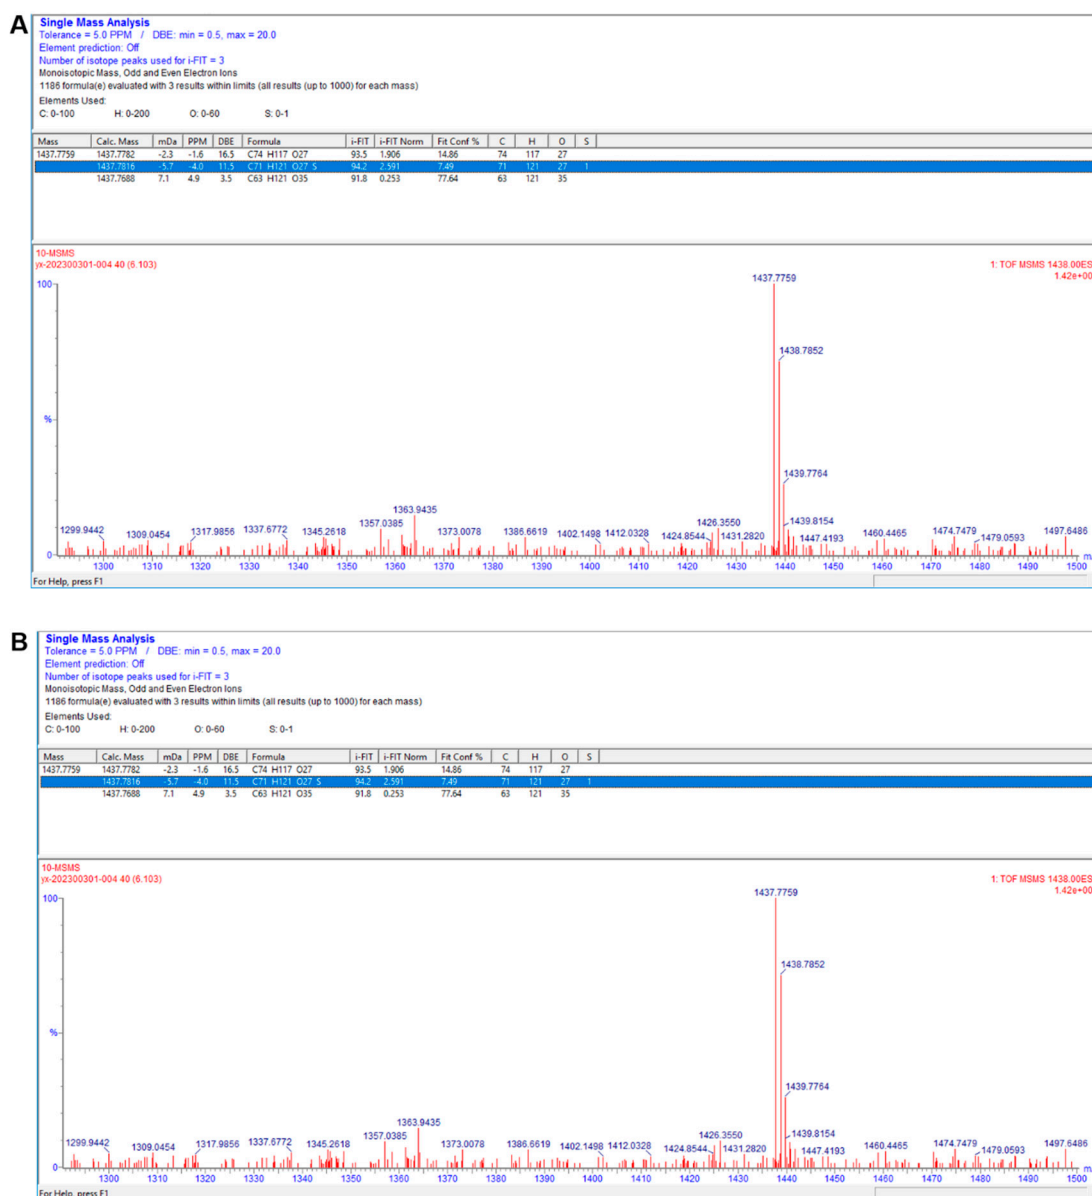 A
Single Mass Analysis
Tolerance = 5.0 PPM / DBE: min = 0.5, max = 20.0
Element prediction: Off
Number of isotope peaks used for i-FIT = 3
Monoisotopic Mass, Odd and Even Electron Ions
1186 formula(e) evaluated with 3 results within limits (all results (up to 1000) for each mass)
Elements Used:
C: 0-100 H: 0-200 O: 0-60 S: 0-1
Mass Calc. Mass mDa PPM DBE Formula i-FIT i-FIT Norm Fit Conf % C H O S
1437.7759 1437.7782 -2.3 -1.6 16.5 C74 H117 O27 93.5 1.906 14.86 74 117 27
1437.7816 -5.7 -4.0 11.5 C71 H121 O27 S 94.2 2.591 7.49 71 121 27 1
1437.7688 7.1 4.9 3.5 C63 H121 O35 91.8 0.253 77.64 63 121 35
10-MSMS
yx-202300301-004 40 (6.103) 1: TOF MSMS 1438.00ES
1.42e+00
100
1437.7759
1438.7852
%
1439.7764
1299.9442 1309.0454 1317.9856 1337.6772 1345.2618 1357.0385 1363.9435 1373.0078 1386.6619 1402.1498 1412.0328 1424.8544 1426.3550 1431.2820 1439.8154 1447.4193 1460.4465 1474.7479 1479.0593 1497.6486
0
1300 1310 1320 1330 1340 1350 1360 1370 1380 1390 1400 1410 1420 1430 1440 1450 1460 1470 1480 1490 1500
For Help, press F1
B
Single Mass Analysis
Tolerance = 5.0 PPM / DBE: min = 0.5, max = 20.0
Element prediction: Off
Number of isotope peaks used for i-FIT = 3
Monoisotopic Mass, Odd and Even Electron Ions
1186 formula(e) evaluated with 3 results within limits (all results (up to 1000) for each mass)
Elements Used:
C: 0-100 H: 0-200 O: 0-60 S: 0-1
Mass Calc. Mass mDa PPM DBE Formula i-FIT i-FIT Norm Fit Conf % C H O S
1437.7759 1437.7782 -2.3 -1.6 16.5 C74 H117 O27 93.5 1.906 14.86 74 117 27
1437.7816 -5.7 -4.0 11.5 C71 H121 O27 S 94.2 2.591 7.49 71 121 27 1
1437.7688 7.1 4.9 3.5 C63 H121 O35 91.8 0.253 77.64 63 121 35
10-MSMS
yx-202300301-004 40 (6.103) 1: TOF MSMS 1438.00ES
1.42e+00
100
1437.7759
1438.7852
%
1439.7764
1299.9442 1309.0454 1317.9856 1337.6772 1345.2618 1357.0385 1363.9435 1373.0078 1386.6619 1402.1498 1412.0328 1424.8544 1426.3550 1431.2820 1439.8154 1447.4193 1460.4465 1474.7479 1479.0593 1497.6486
0
1300 1310 1320 1330 1340 1350 1360 1370 1380 1390 1400 1410 1420 1430 1440 1450 1460 1470 1480 1490 1500
For Help, press F1